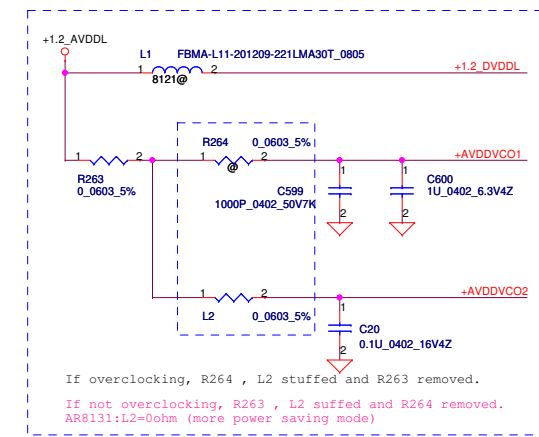 +1.2_AVDDL
L1 FBMA-L11-201209-221LMA30T_0805
1 2 +1.2_DVDDL
8121@
R264 0_0603_5%
1 2 1 2 +AVDDVCO1
@
R263
0_0603_5%
1 1
C599 C600
1000P_0402_50V7K 1U_0402_6.3V4Z
2 2
1 2 +AVDDVCO2
L2 0_0603_5%
1
C20
0.1U_0402_16V4Z
2
If overclocking, R264 , L2 stuffed and R263 removed.
If not overclocking, R263 , L2 suffed and R264 removed.
AR8131:L2=0ohm (more power saving mode)